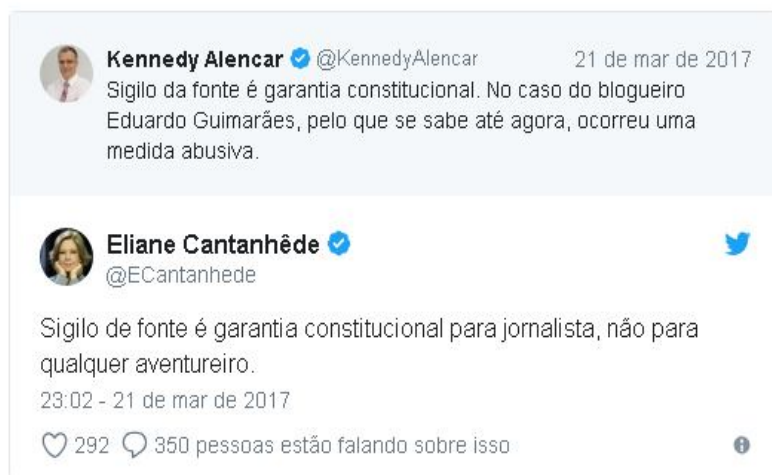 Kennedy Alencar @KennedyAlencar 21 de mar de 2017
Sigilo da fonte é garantia constitucional. No caso do blogueiro
Eduardo Guimarães, pelo que se sabe até agora, ocorreu uma
medida abusiva.
Eliane Cantanhêde
@ECantanhede
Sigilo de fonte é garantia constitucional para jornalista, não para
qualquer aventureiro.
23:02 - 21 de mar de 2017
292 350 pessoas estão falando sobre isso